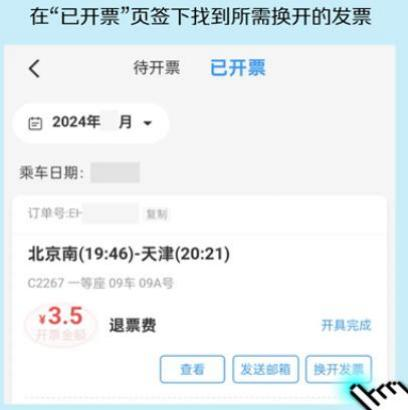 在“已开票”页签下找到所需换开的发票
待开票 已开票
2024年 月
乘车日期：
订单号:EH 复制
北京南(19:46)-天津(20:21)
C2267 一等座 09车 09A号
¥3.5 退票费 开具完成
开票金额
查看 发送邮箱 换开发票